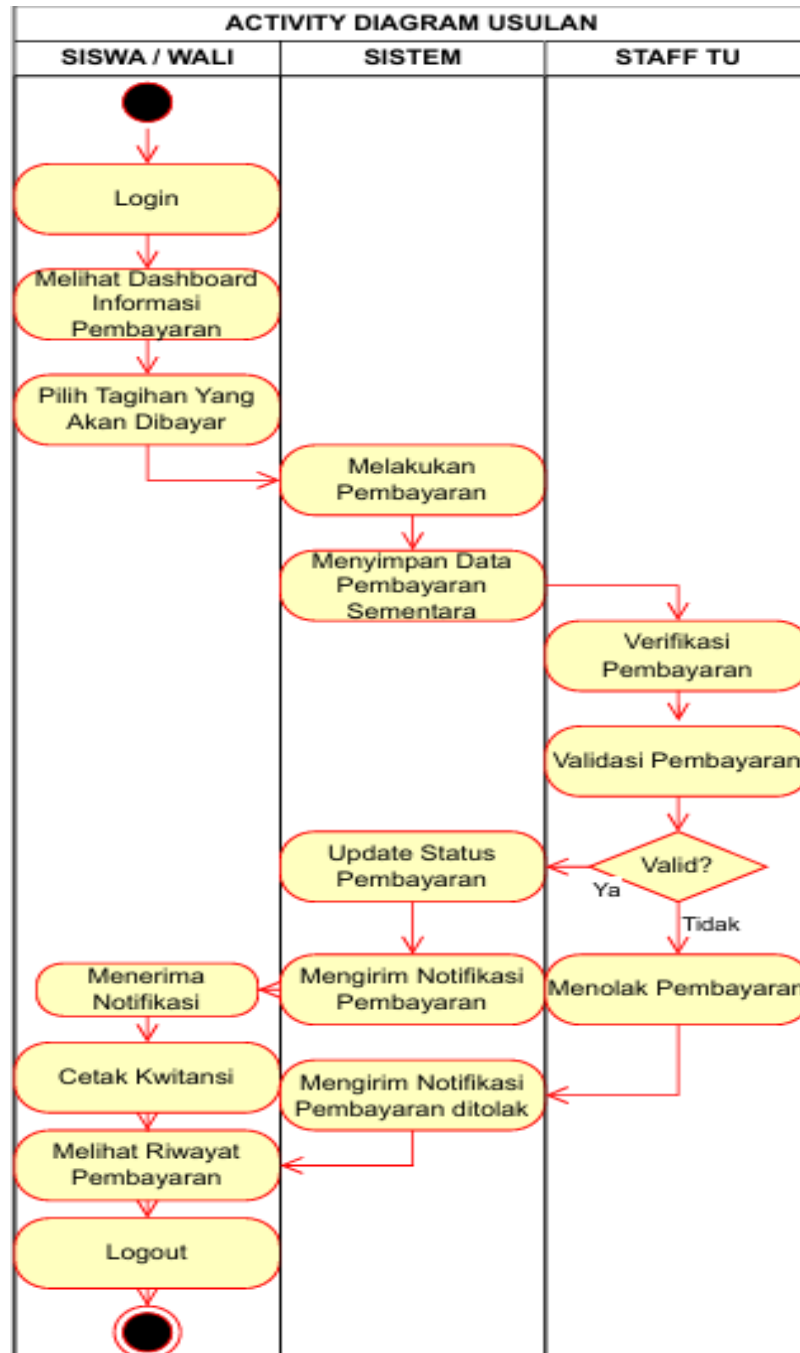 ACTIVITY DIAGRAM USULAN
SISWA / WALI
SISTEM
STAFF TU
Login
Melihat Dashboard
Informasi
Pembayaran
Pilih Tagihan Yang
Akan Dibayar
Melakukan
Pembayaran
Menyimpan Data
Pembayaran
Sementara
Verifikasi
Pembayaran
Validasi Pembayaran
Valid?
Ya
Tidak
Update Status
Pembayaran
Mengirim Notifikasi
Pembayaran
Menolak Pembayaran
Menerima
Notifikasi
Cetak Kwitansi
Mengirim Notifikasi
Pembayaran ditolak
Melihat Riwayat
Pembayaran
Logout